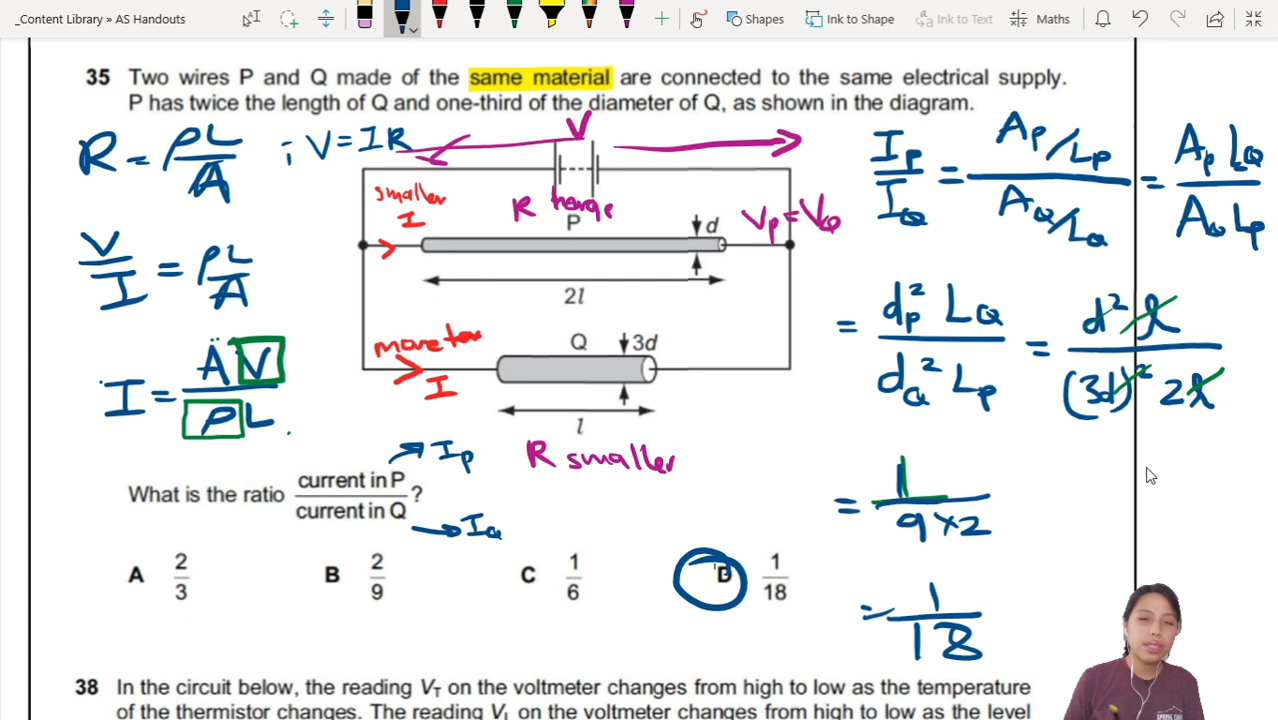 _Content Library » AS Handouts
Shapes
Ink to Shape
Ink to Text
Maths
35 Two wires P and Q made of the same material are connected to the same electrical supply.
P has twice the length of Q and one-third of the diameter of Q, as shown in the diagram.
R = ρL/A ; V = IR
V
smaller I
R large
P
d
Vp = VQ
2l
V/I = ρL/A
Q
3d
I
l
R smaller
I = AV/ρL
What is the ratio current in P / current in Q ?
→ Ip
→ IQ
A 2/3 B 2/9 C 1/6 D 1/18
Ip/IQ = (Ap/Lp)/(AQ/LQ) = Ap LQ/AQ Lp
= dp² LQ/dQ² Lp = d² l/(3d)² 2l
= 1/9×2
= 1/18
38 In the circuit below, the reading VT on the voltmeter changes from high to low as the temperature
of the thermistor changes. The reading VL on the voltmeter changes from high to low as the level